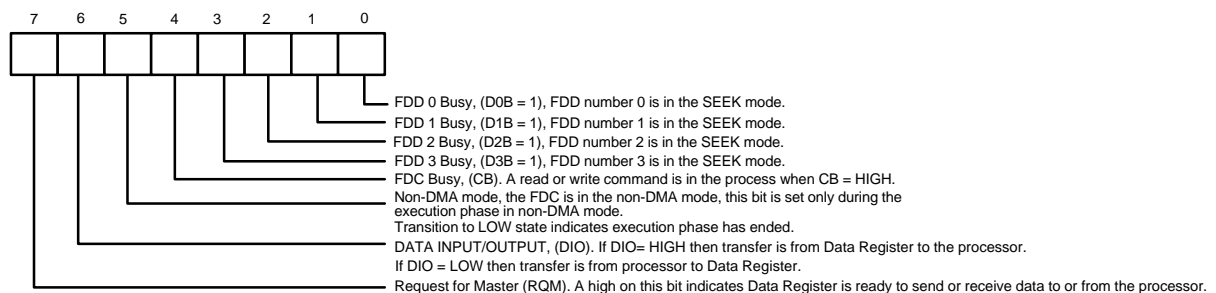 7 6 5 4 3 2 1 0
FDD 0 Busy, (D0B = 1), FDD number 0 is in the SEEK mode.
FDD 1 Busy, (D1B = 1), FDD number 1 is in the SEEK mode.
FDD 2 Busy, (D2B = 1), FDD number 2 is in the SEEK mode.
FDD 3 Busy, (D3B = 1), FDD number 3 is in the SEEK mode.
FDC Busy, (CB). A read or write command is in the process when CB = HIGH.
Non-DMA mode, the FDC is in the non-DMA mode, this bit is set only during the
execution phase in non-DMA mode.
Transition to LOW state indicates execution phase has ended.
DATA INPUT/OUTPUT, (DIO). If DIO= HIGH then transfer is from Data Register to the processor.
If DIO = LOW then transfer is from processor to Data Register.
Request for Master (RQM). A high on this bit indicates Data Register is ready to send or receive data to or from the processor.